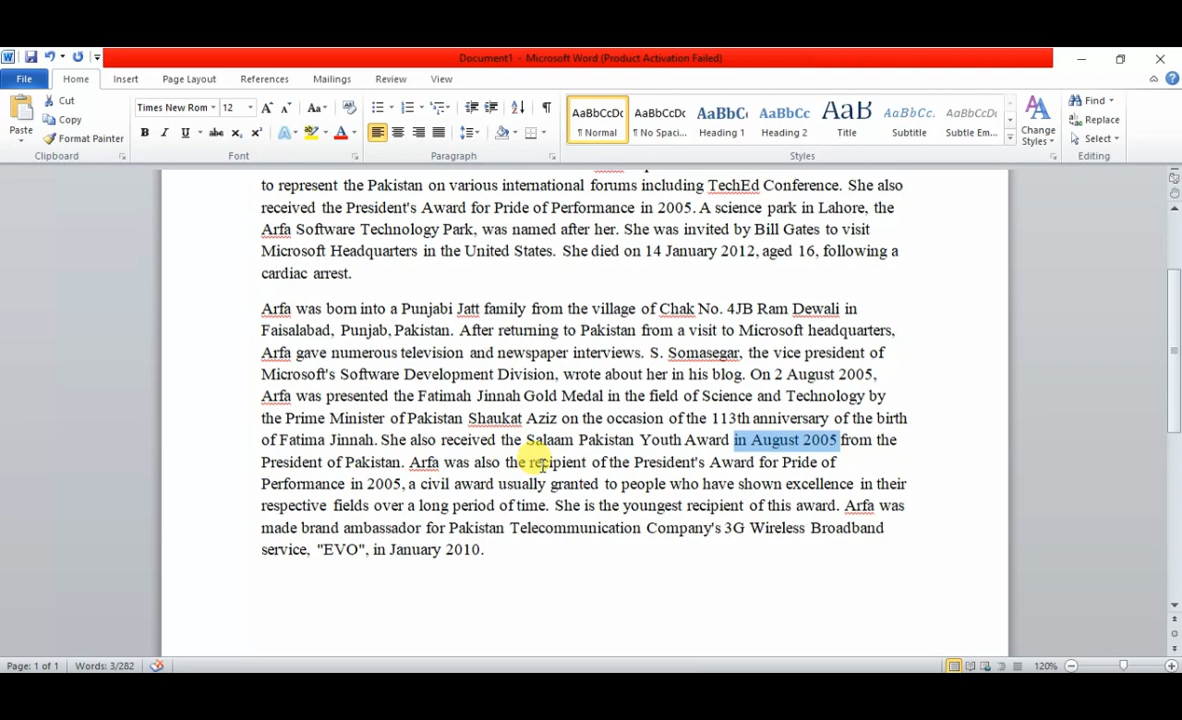 Document1 - Microsoft Word (Product Activation Failed)
File Home Insert Page Layout References Mailings Review View
Paste Cut Copy Format Painter Clipboard
Times New Rom 12 Aa B I U abc x₂ x² A Font
Paragraph
AaBbCcDc AaBbCcDc AaBbC AaBbCc AaB AaBbCc. AaBbCcDc
¶ Normal ¶ No Spaci... Heading 1 Heading 2 Title Subtitle Subtle Em... Change Styles Styles
Find Replace Select Editing
to represent the Pakistan on various international forums including TechEd Conference. She also
received the President's Award for Pride of Performance in 2005. A science park in Lahore, the
Arfa Software Technology Park, was named after her. She was invited by Bill Gates to visit
Microsoft Headquarters in the United States. She died on 14 January 2012, aged 16, following a
cardiac arrest.
Arfa was born into a Punjabi Jatt family from the village of Chak No. 4JB Ram Dewali in
Faisalabad, Punjab, Pakistan. After returning to Pakistan from a visit to Microsoft headquarters,
Arfa gave numerous television and newspaper interviews. S. Somasegar, the vice president of
Microsoft's Software Development Division, wrote about her in his blog. On 2 August 2005,
Arfa was presented the Fatimah Jinnah Gold Medal in the field of Science and Technology by
the Prime Minister of Pakistan Shaukat Aziz on the occasion of the 113th anniversary of the birth
of Fatima Jinnah. She also received the Salaam Pakistan Youth Award in August 2005 from the
President of Pakistan. Arfa was also the recipient of the President's Award for Pride of
Performance in 2005, a civil award usually granted to people who have shown excellence in their
respective fields over a long period of time. She is the youngest recipient of this award. Arfa was
made brand ambassador for Pakistan Telecommunication Company's 3G Wireless Broadband
service, "EVO", in January 2010.
Page: 1 of 1 Words: 3/282 120%